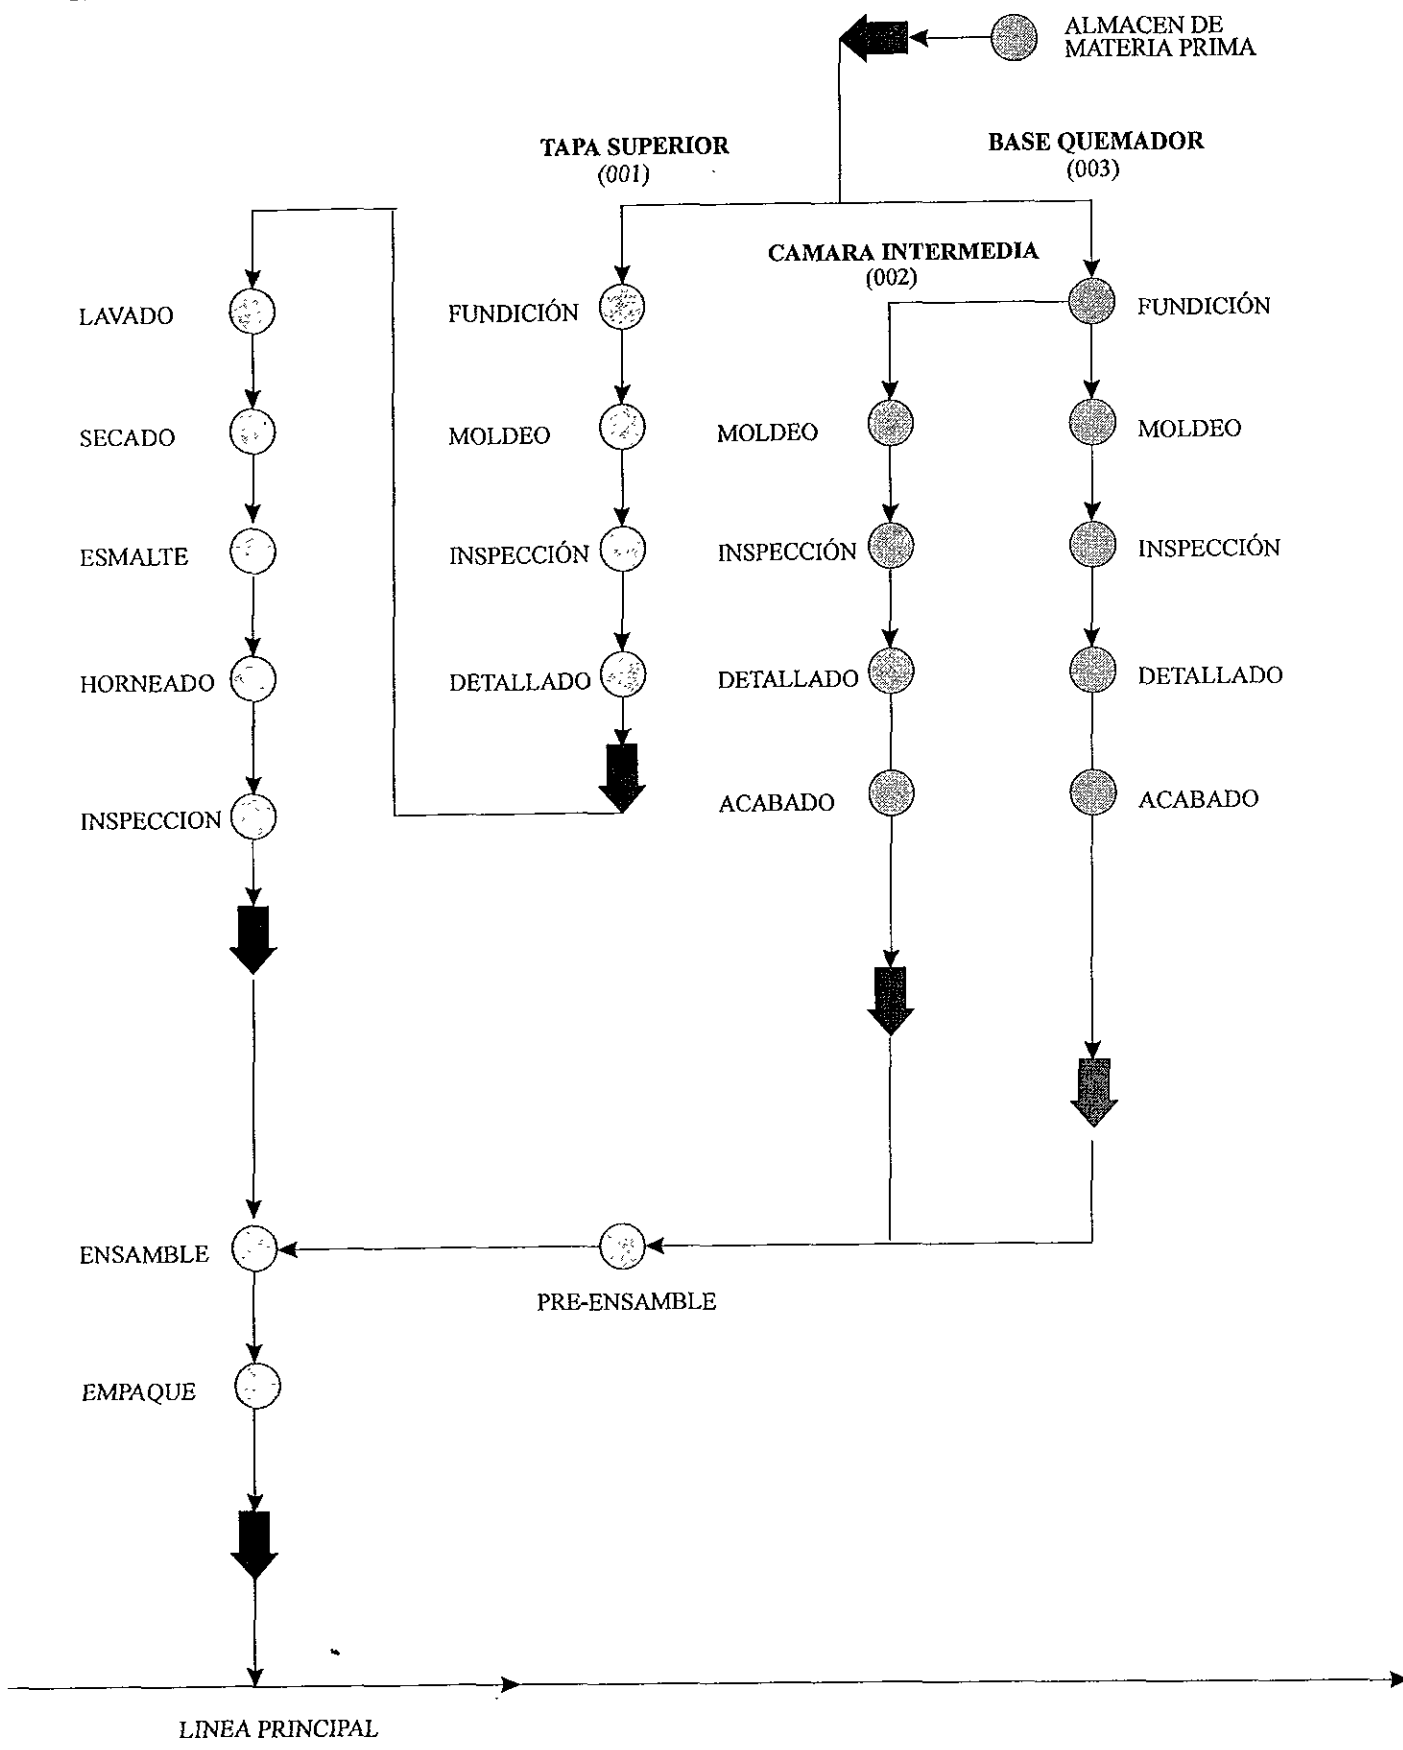 ALMACEN DE
MATERIA PRIMA
TAPA SUPERIOR
(001)
BASE QUEMADOR
(003)
CAMARA INTERMEDIA
(002)
LAVADO
FUNDICIÓN
FUNDICIÓN
SECADO
MOLDEO
MOLDEO
MOLDEO
ESMALTE
INSPECCIÓN
INSPECCIÓN
INSPECCIÓN
HORNEADO
DETALLADO
DETALLADO
DETALLADO
INSPECCION
ACABADO
ACABADO
ENSAMBLE
PRE-ENSAMBLE
EMPAQUE
LINEA PRINCIPAL